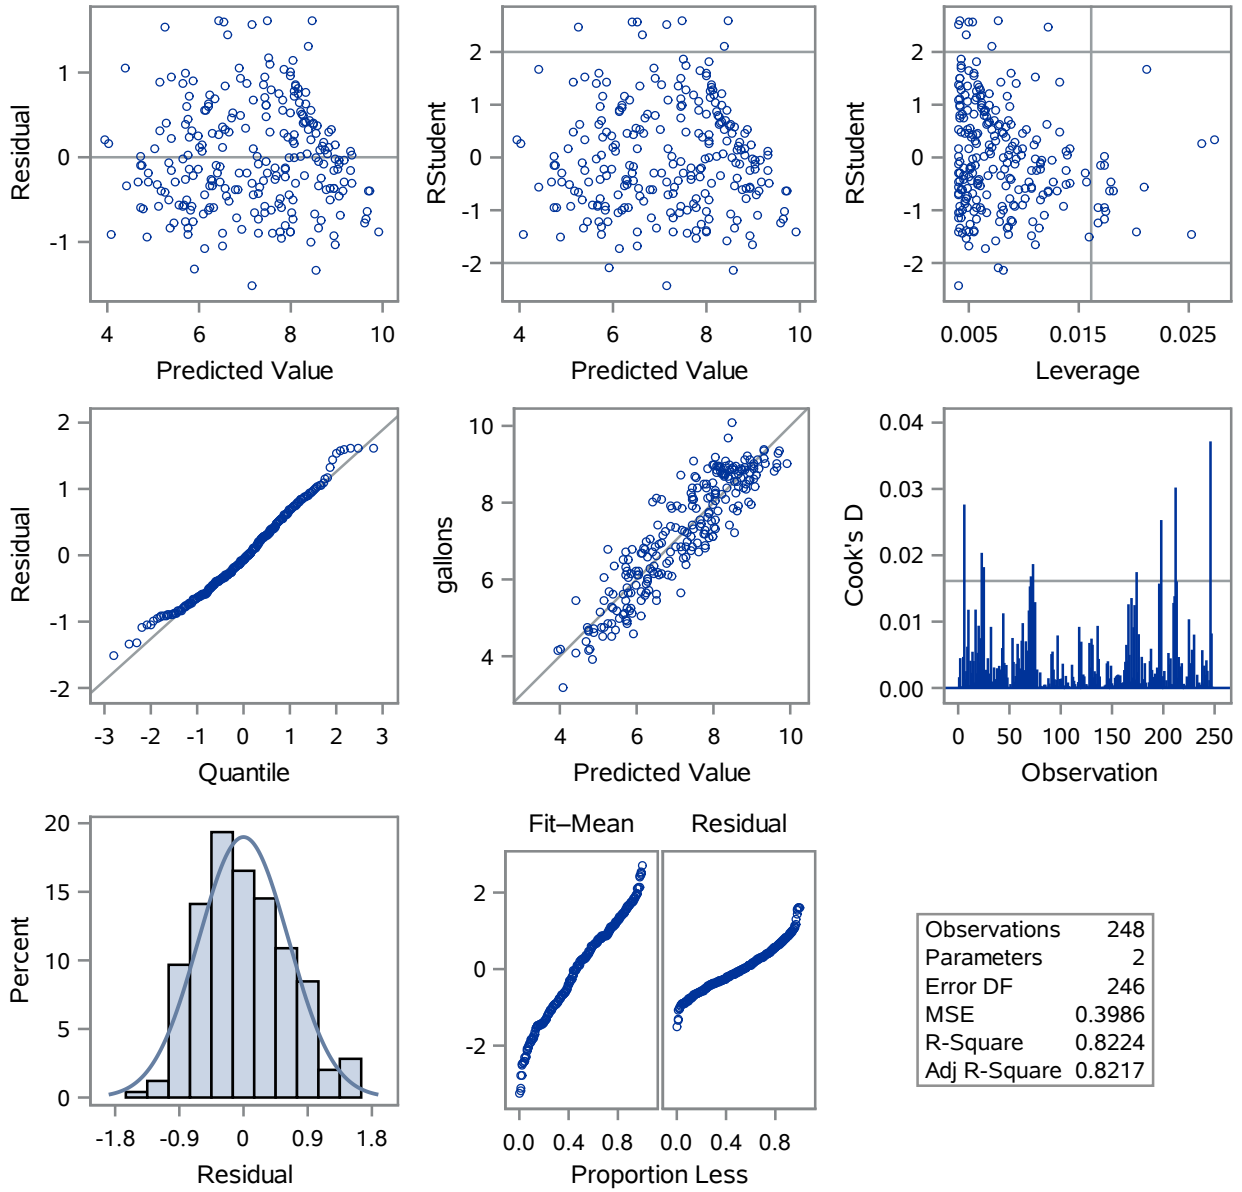 Residual
1
0
-1
4 6 8 10
Predicted Value
RStudent
2
1
0
-1
-2
4 6 8 10
Predicted Value
RStudent
2
1
0
-1
-2
0.005 0.015 0.025
Leverage
Residual
2
1
0
-1
-2
-3 -2 -1 0 1 2 3
Quantile
gallons
10
8
6
4
4 6 8 10
Predicted Value
Cook's D
0.04
0.03
0.02
0.01
0.00
0 50 100 150 200 250
Observation
Percent
20
15
10
5
0
-1.8 -0.9 0 0.9 1.8
Residual
Fit–Mean Residual
2
0
-2
0.0 0.4 0.8 0.0 0.4 0.8
Proportion Less
Observations 248
Parameters 2
Error DF 246
MSE 0.3986
R-Square 0.8224
Adj R-Square 0.8217